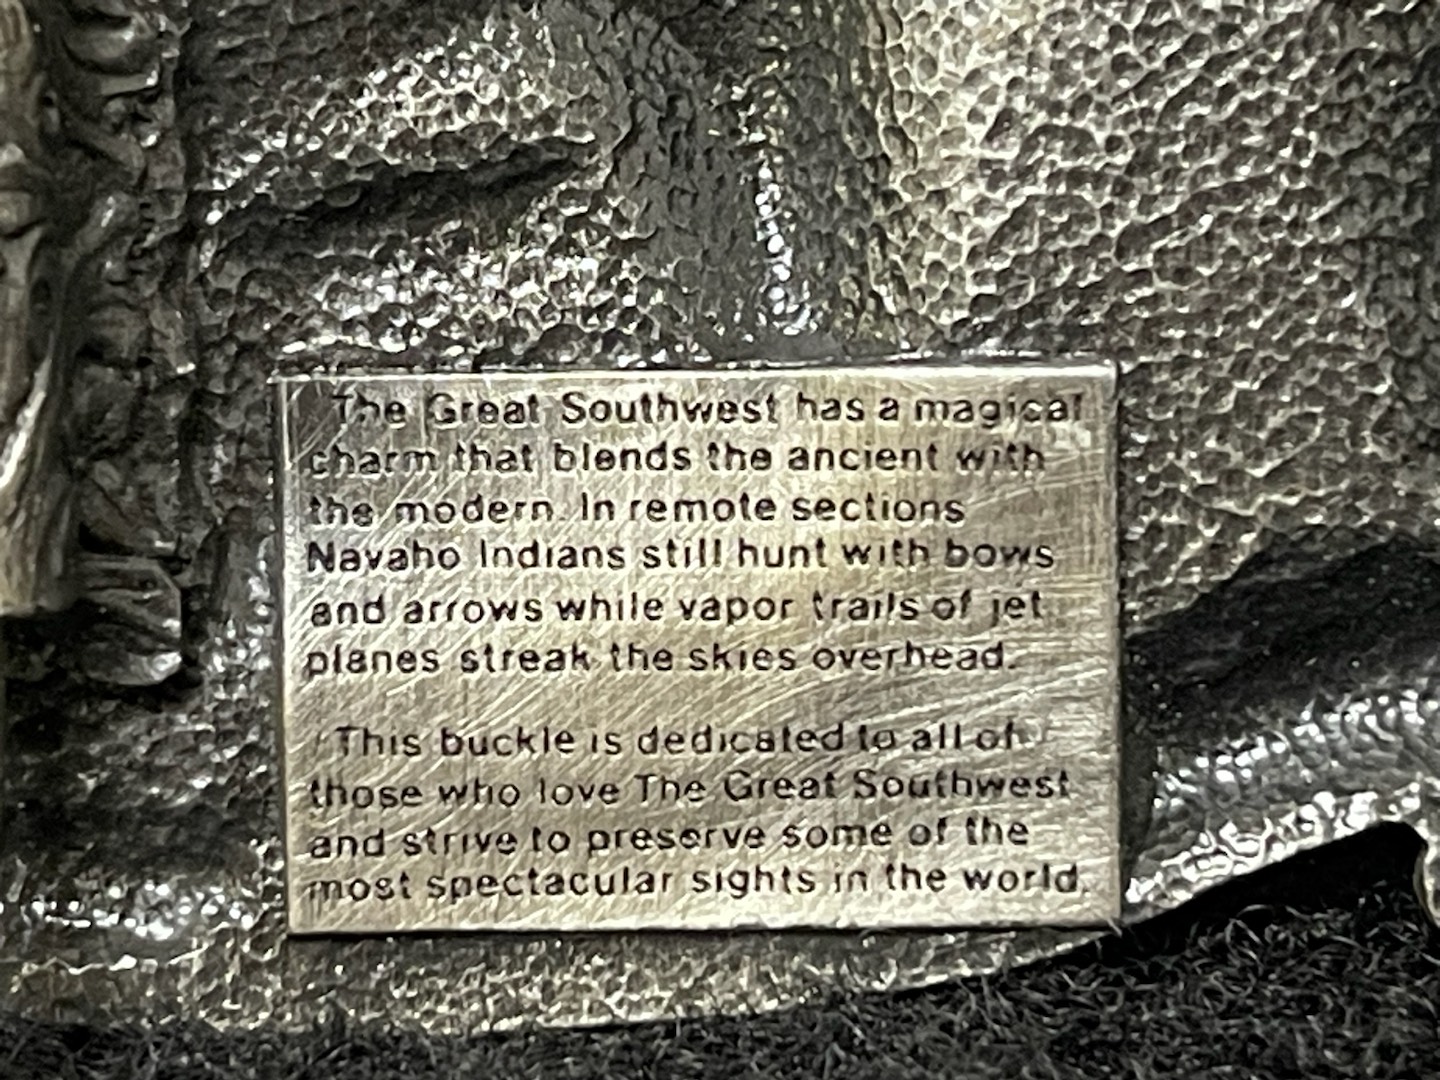 The Great Southwest has a magical
charm that blends the ancient with
the modern. In remote sections
Navaho Indians still hunt with bows
and arrows while vapor trails of jet
planes streak the skies overhead.
This buckle is dedicated to all of
those who love The Great Southwest
and strive to preserve some of the
most spectacular sights in the world.